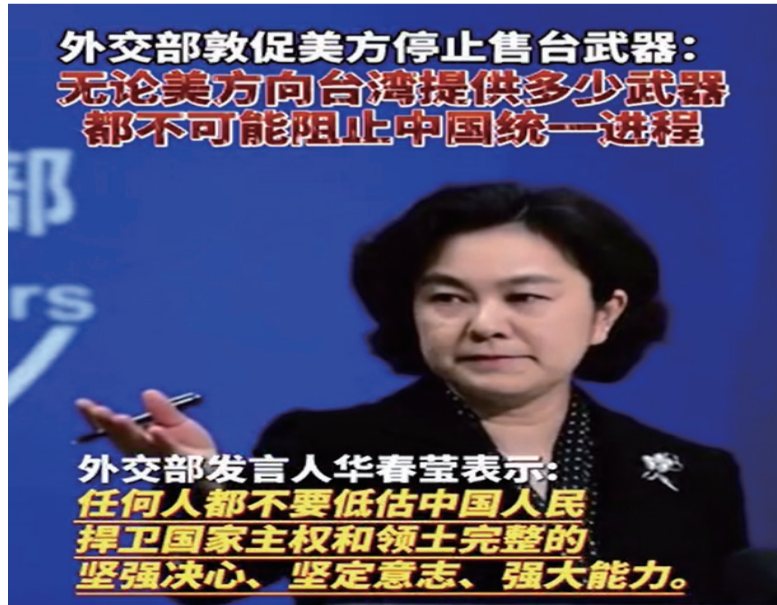 外交部敦促美方停止售台武器：
无论美方向台湾提供多少武器
都不可能阻止中国统一进程
部
rs
外交部发言人华春莹表示：
任何人都不要低估中国人民
捍卫国家主权和领土完整的
坚强决心、坚定意志、强大能力。